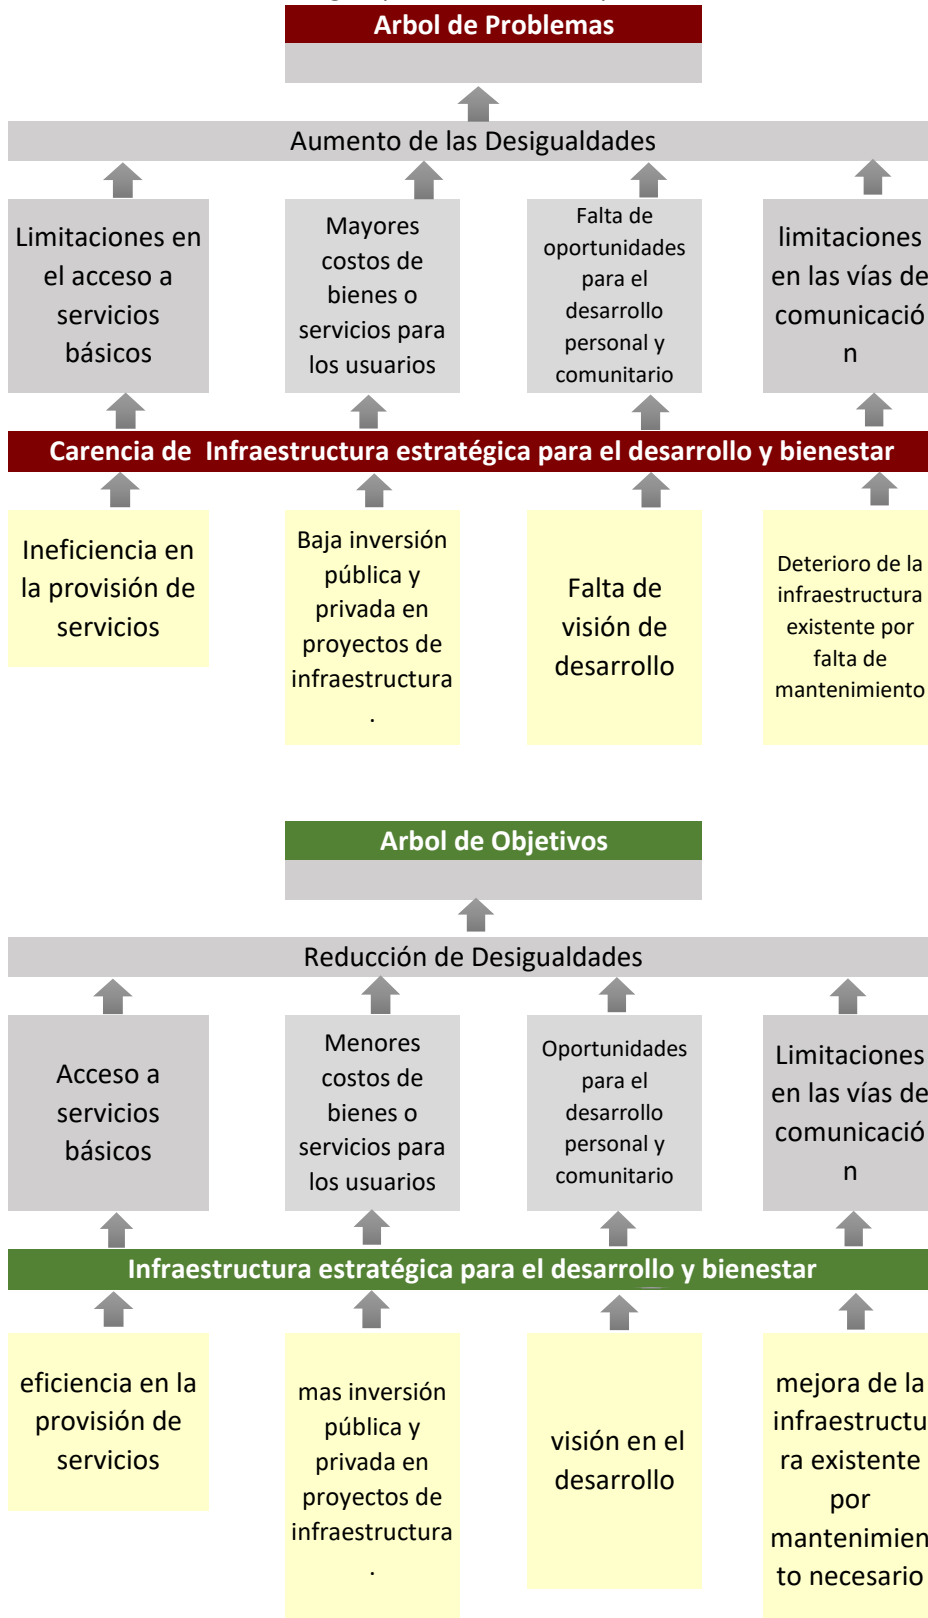 Arbol de Problemas
Aumento de las Desigualdades
Limitaciones en
el acceso a
servicios
básicos
Mayores
costos de
bienes o
servicios para
los usuarios
Falta de
oportunidades
para el
desarrollo
personal y
comunitario
limitaciones
en las vías de
comunicació
n
Carencia de  Infraestructura estratégica para el desarrollo y bienestar
Ineficiencia en
la provisión de
servicios
Baja inversión
pública y
privada en
proyectos de
infraestructura
.
Falta de
visión de
desarrollo
Deterioro de la
infraestructura
existente por
falta de
mantenimiento
Arbol de Objetivos
Reducción de Desigualdades
Acceso a
servicios
básicos
Menores
costos de
bienes o
servicios para
los usuarios
Oportunidades
para el
desarrollo
personal y
comunitario
Limitaciones
en las vías de
comunicació
n
Infraestructura estratégica para el desarrollo y bienestar
eficiencia en la
provisión de
servicios
mas inversión
pública y
privada en
proyectos de
infraestructura
.
visión en el
desarrollo
mejora de la
infraestructu
ra existente
por
mantenimien
to necesario